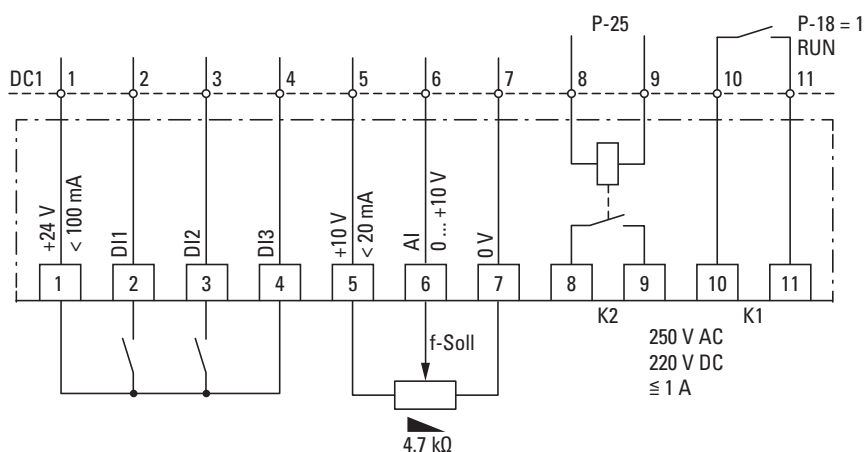 P-25
P-18 = 1
RUN
DC1 1 2 3 4 5 6 7 8 9 10 11
+24 V
< 100 mA
DI1
DI2
DI3
+10 V
< 20 mA
AI
0 ... +10 V
0 V
1 2 3 4 5 6 7 8 9 10 11
K2 K1
f-Soll
250 V AC
220 V DC
≦ 1 A
4.7 kΩ